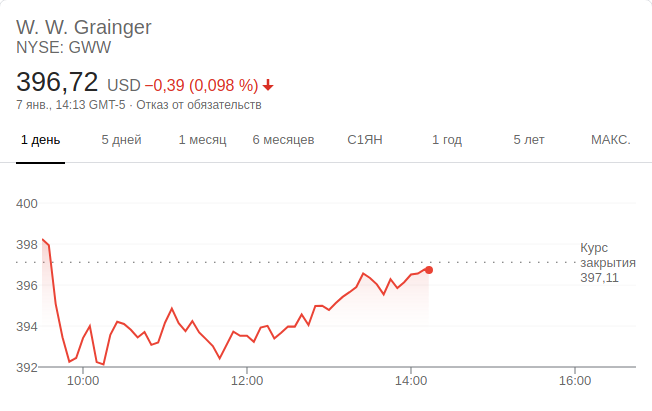 W. W. Grainger
NYSE: GWW
396,72 USD −0,39 (0,098 %)
7 янв., 14:13 GMT-5 · Отказ от обязательств
1 день 5 дней 1 месяц 6 месяцев С1ЯН 1 год 5 лет МАКС.
400
398
396
394
392
Курс
закрытия
397,11
10:00 12:00 14:00 16:00